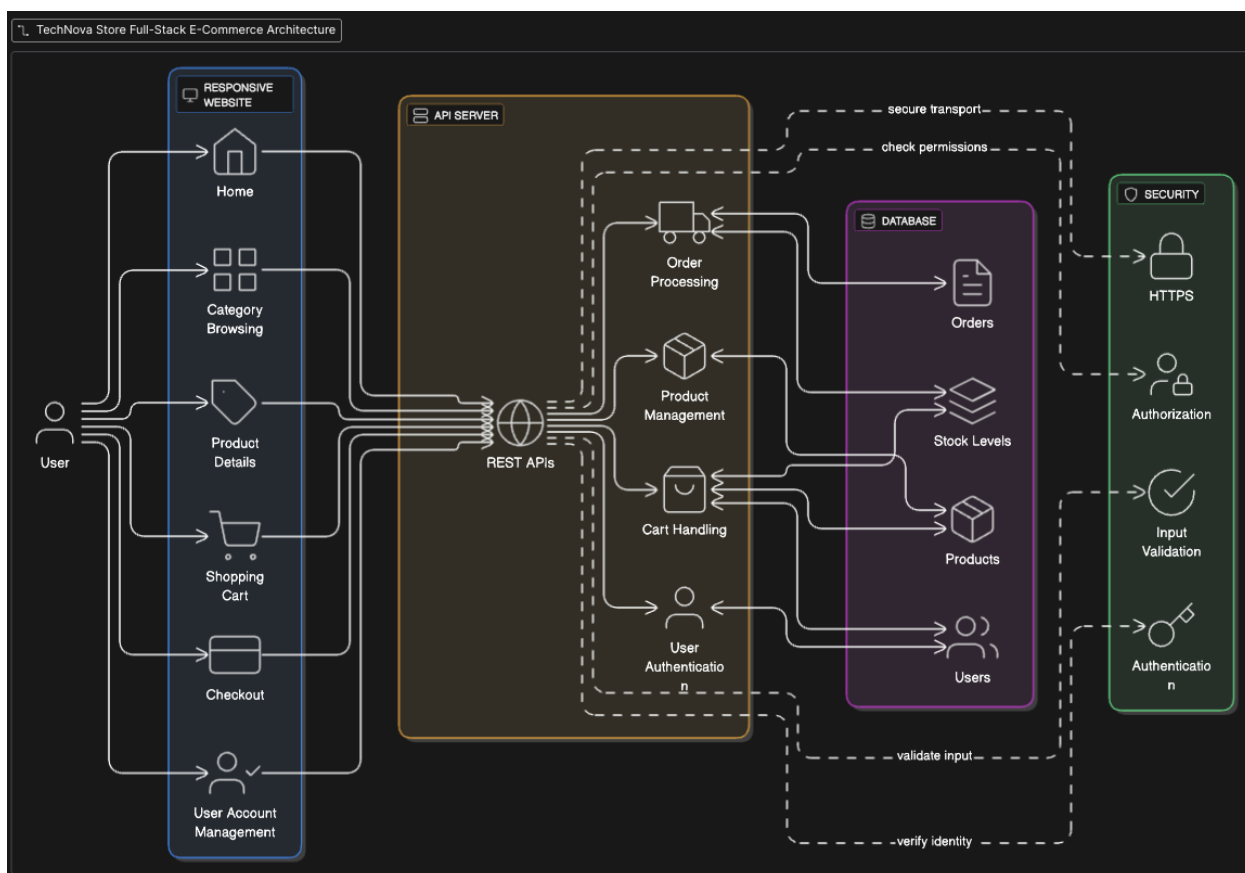 TechNova Store Full-Stack E-Commerce Architecture
RESPONSIVE
WEBSITE
Home
Category
Browsing
Product
Details
Shopping
Cart
Checkout
User Account
Management
User
API SERVER
REST APIs
Order
Processing
Product
Management
Cart Handling
User
Authenticatio
n
secure transport
check permissions
validate input
verify identity
DATABASE
Orders
Stock Levels
Products
Users
SECURITY
HTTPS
Authorization
Input
Validation
Authenticatio
n